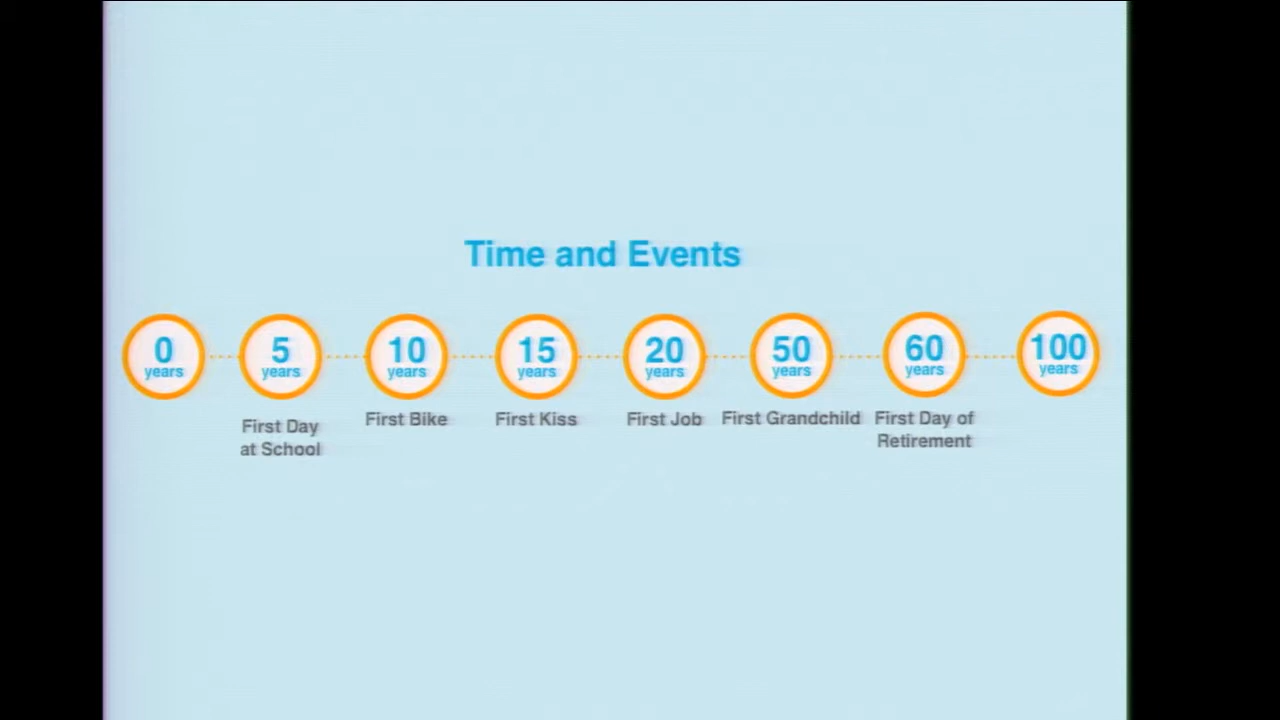 Time and Events
0
years
5
years
10
years
15
years
20
years
50
years
60
years
100
years
First Day
at School
First Bike
First Kiss
First Job
First Grandchild
First Day of
Retirement